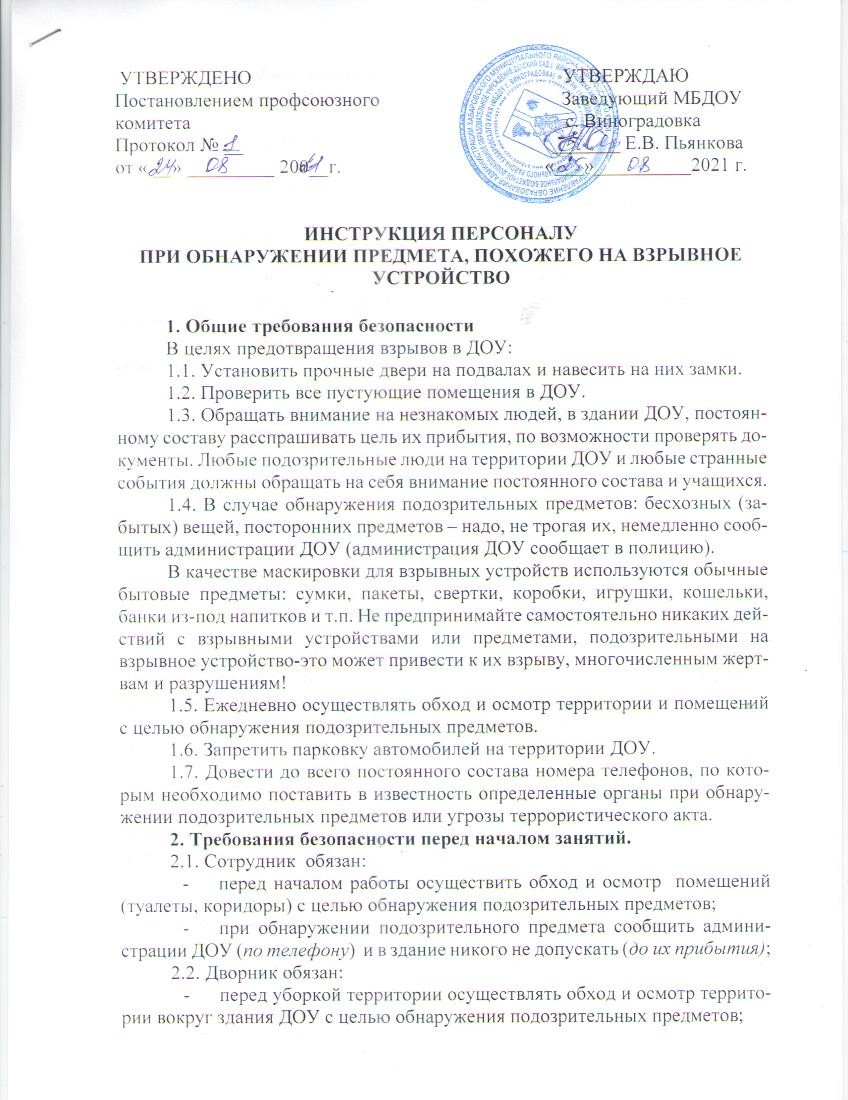 УТВЕРЖДЕНО
Постановлением профсоюзного
комитета
Протокол № 1
от «24» 08 20021 г.
УТВЕРЖДАЮ
Заведующий МБДОУ
с. Виноградовка
Е.В. Пьянкова
« » 08 2021 г.
ИНСТРУКЦИЯ ПЕРСОНАЛУ
ПРИ ОБНАРУЖЕНИИ ПРЕДМЕТА, ПОХОЖЕГО НА ВЗРЫВНОЕ
УСТРОЙСТВО
1. Общие требования безопасности
В целях предотвращения взрывов в ДОУ:
1.1. Установить прочные двери на подвалах и навесить на них замки.
1.2. Проверить все пустующие помещения в ДОУ.
1.3. Обращать внимание на незнакомых людей, в здании ДОУ, постоян-
ному составу расспрашивать цель их прибытия, по возможности проверять до-
кументы. Любые подозрительные люди на территории ДОУ и любые странные
события должны обращать на себя внимание постоянного состава и учащихся.
1.4. В случае обнаружения подозрительных предметов: бесхозных (за-
бытых) вещей, посторонних предметов – надо, не трогая их, немедленно сооб-
щить администрации ДОУ (администрация ДОУ сообщает в полицию).
В качестве маскировки для взрывных устройств используются обычные
бытовые предметы: сумки, пакеты, свертки, коробки, игрушки, кошельки,
банки из-под напитков и т.п. Не предпринимайте самостоятельно никаких дей-
ствий с взрывными устройствами или предметами, подозрительными на
взрывное устройство-это может привести к их взрыву, многочисленным жерт-
вам и разрушениям!
1.5. Ежедневно осуществлять обход и осмотр территории и помещений
с целью обнаружения подозрительных предметов.
1.6. Запретить парковку автомобилей на территории ДОУ.
1.7. Довести до всего постоянного состава номера телефонов, по кото-
рым необходимо поставить в известность определенные органы при обнару-
жении подозрительных предметов или угрозы террористического акта.
2. Требования безопасности перед началом занятий.
2.1. Сотрудник обязан:
- перед началом работы осуществить обход и осмотр помещений
(туалеты, коридоры) с целью обнаружения подозрительных предметов;
- при обнаружении подозрительного предмета сообщить админи-
страции ДОУ (по телефону) и в здание никого не допускать (до их прибытия);
2.2. Дворник обязан:
- перед уборкой территории осуществлять обход и осмотр террито-
рии вокруг здания ДОУ с целью обнаружения подозрительных предметов;